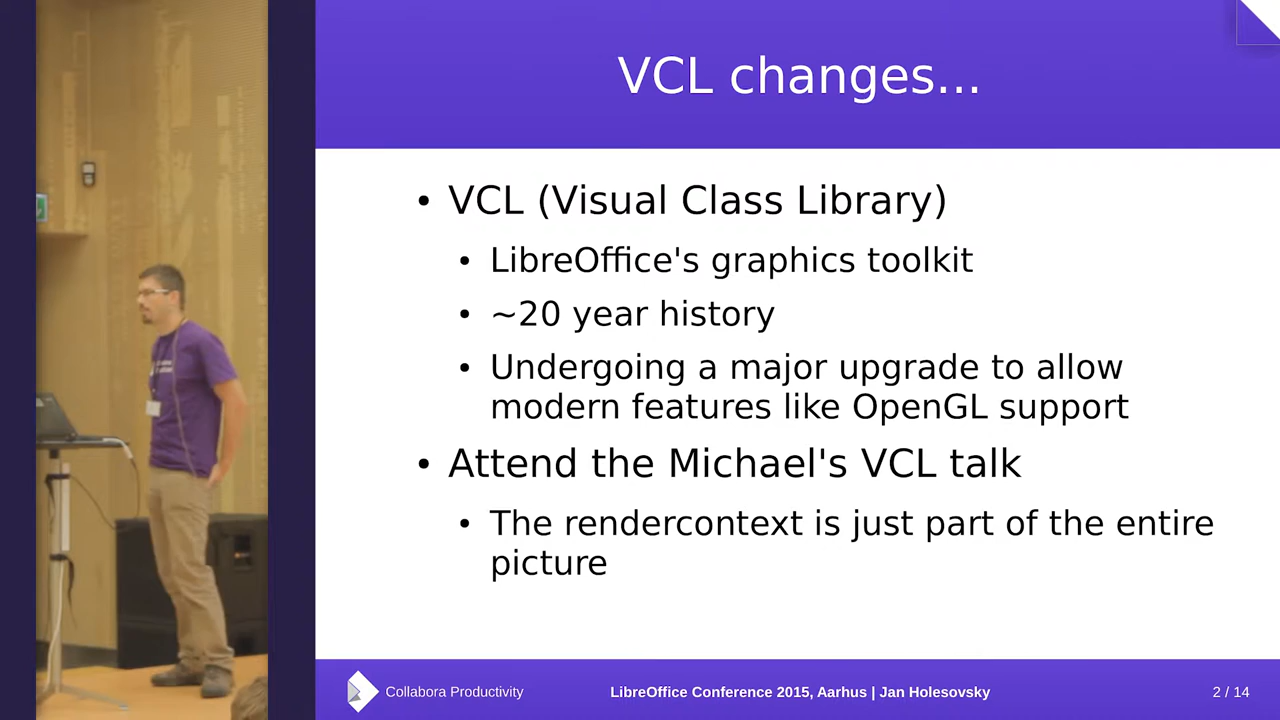 VCL changes...
• VCL (Visual Class Library)
• LibreOffice's graphics toolkit
• ~20 year history
• Undergoing a major upgrade to allow
modern features like OpenGL support
• Attend the Michael's VCL talk
• The rendercontext is just part of the entire
picture
Collabora Productivity
LibreOffice Conference 2015, Aarhus | Jan Holesovsky
2 / 14